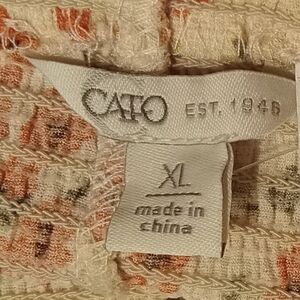 CATO EST. 1946
XL
made in
china